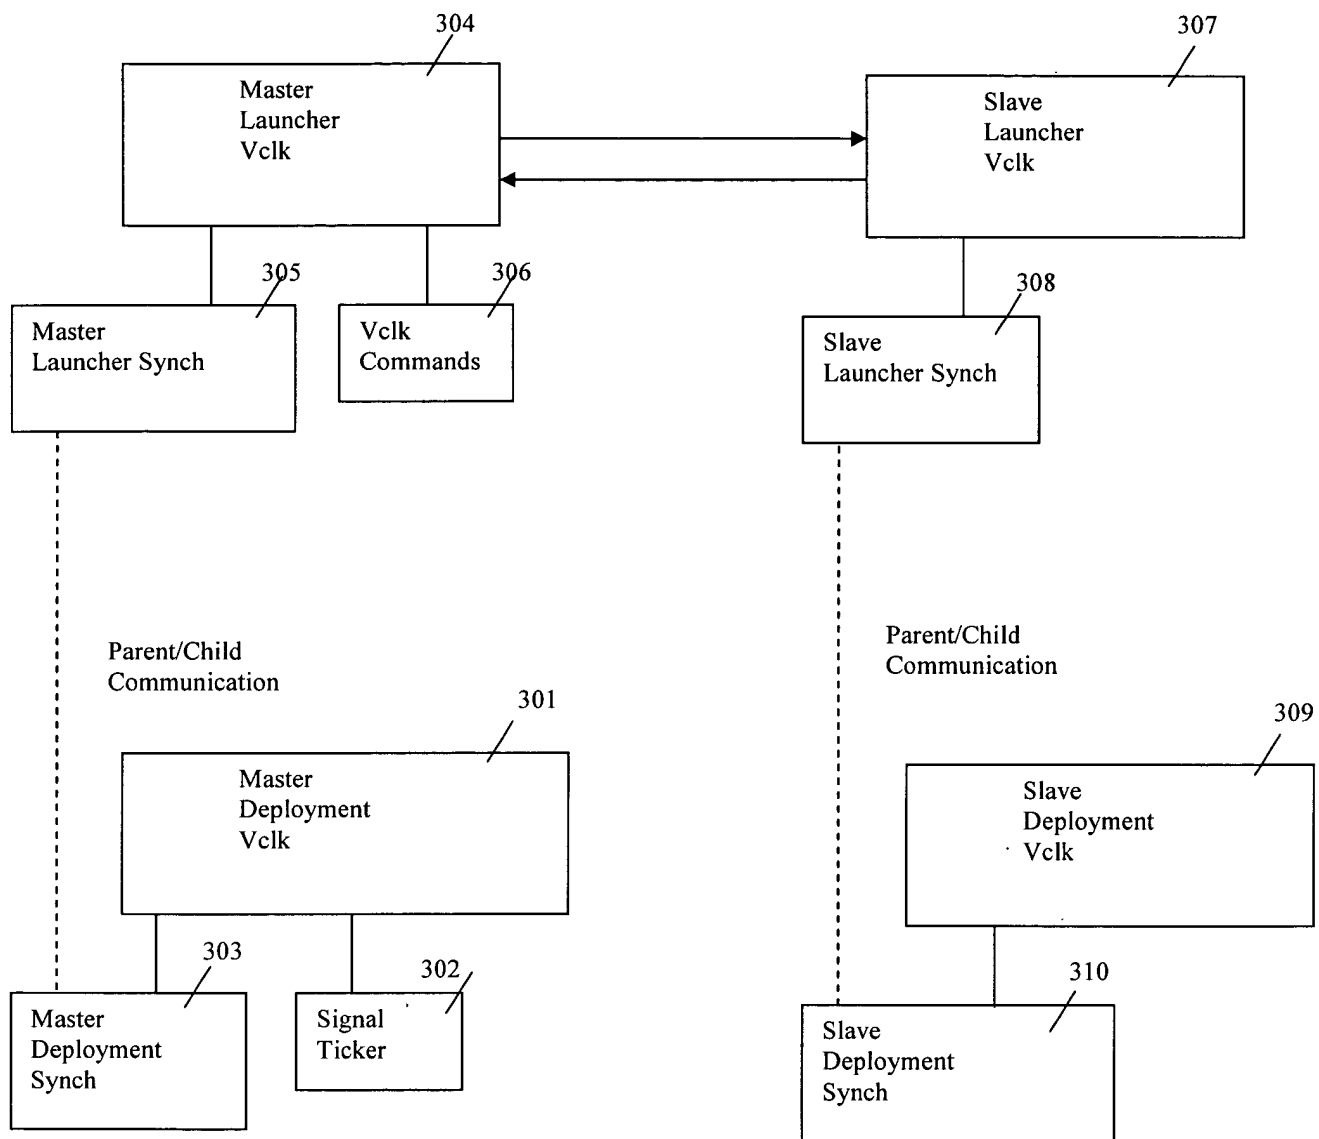 304
307
Master
Launcher
Vclk
Slave
Launcher
Vclk
305
306
308
Master
Launcher Synch
Vclk
Commands
Slave
Launcher Synch
Parent/Child
Communication
Parent/Child
Communication
301
309
Master
Deployment
Vclk
Slave
Deployment
Vclk
303
302
310
Master
Deployment
Synch
Signal
Ticker
Slave
Deployment
Synch